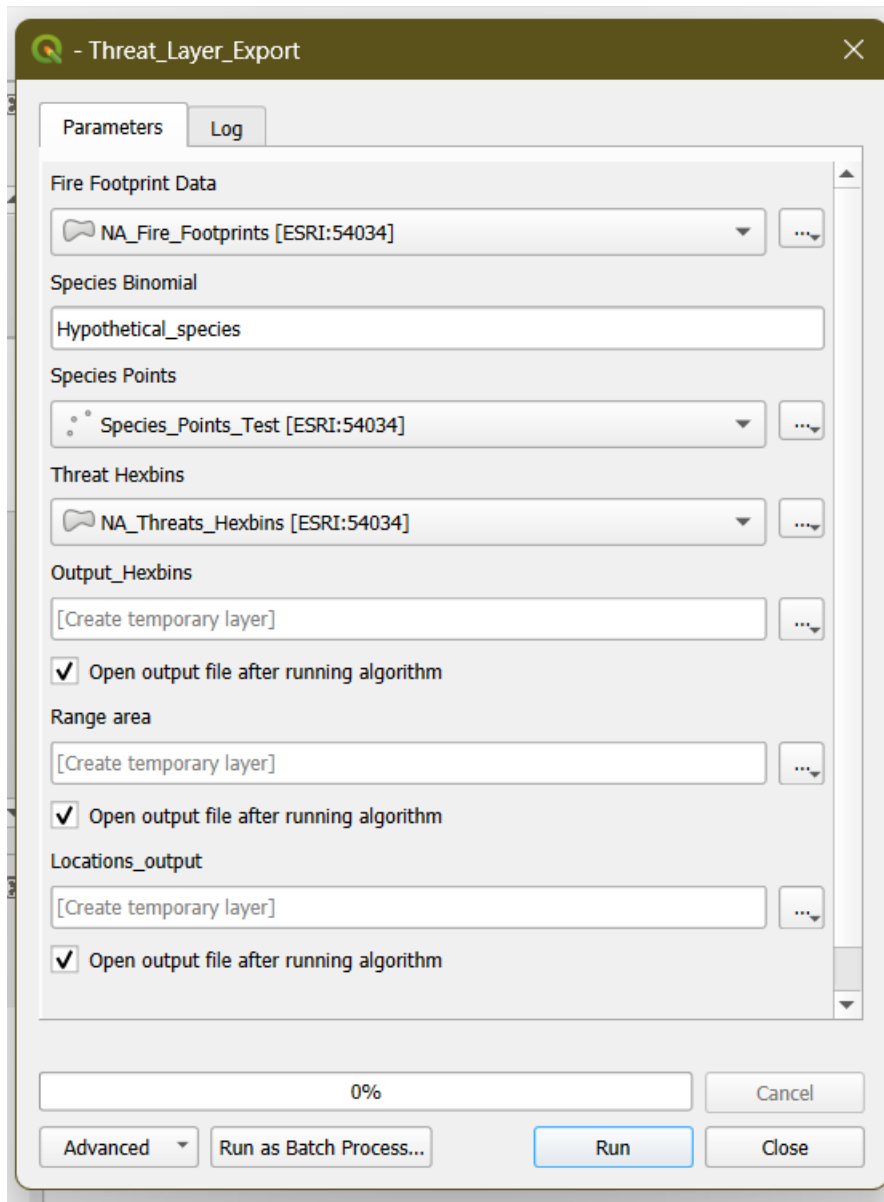 - Threat_Layer_Export
Parameters
Log
Fire Footprint Data
NA_Fire_Footprints [ESRI:54034]
...
Species Binomial
Hypothetical_species
Species Points
Species_Points_Test [ESRI:54034]
...
Threat Hexbins
NA_Threats_Hexbins [ESRI:54034]
...
Output_Hexbins
[Create temporary layer]
...
Open output file after running algorithm
Range area
[Create temporary layer]
...
Open output file after running algorithm
Locations_output
[Create temporary layer]
...
Open output file after running algorithm
0%
Cancel
Advanced
Run as Batch Process...
Run
Close